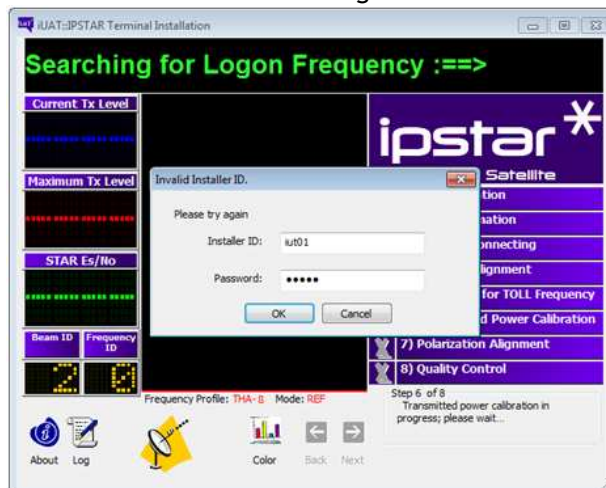 iUAT::IPSTAR Terminal Installation
Searching for Logon Frequency :==>
Current Tx Level
Maximum Tx Level
STAR Es/No
Beam ID
Frequency ID
2
0
ipstar
Satellite
Invalid Installer ID.
Please try again
Installer ID: iut01
Password: •••••
OK
Cancel
tion
nation
onnecting
lignment
for TOLL Frequency
d Power Calibration
7) Polarization Alignment
8) Quality Control
Frequency Profile: THA-8 Mode: REF
Step 6 of 8
Transmitted power calibration in
progress; please wait...
About
Log
Color
Back
Next